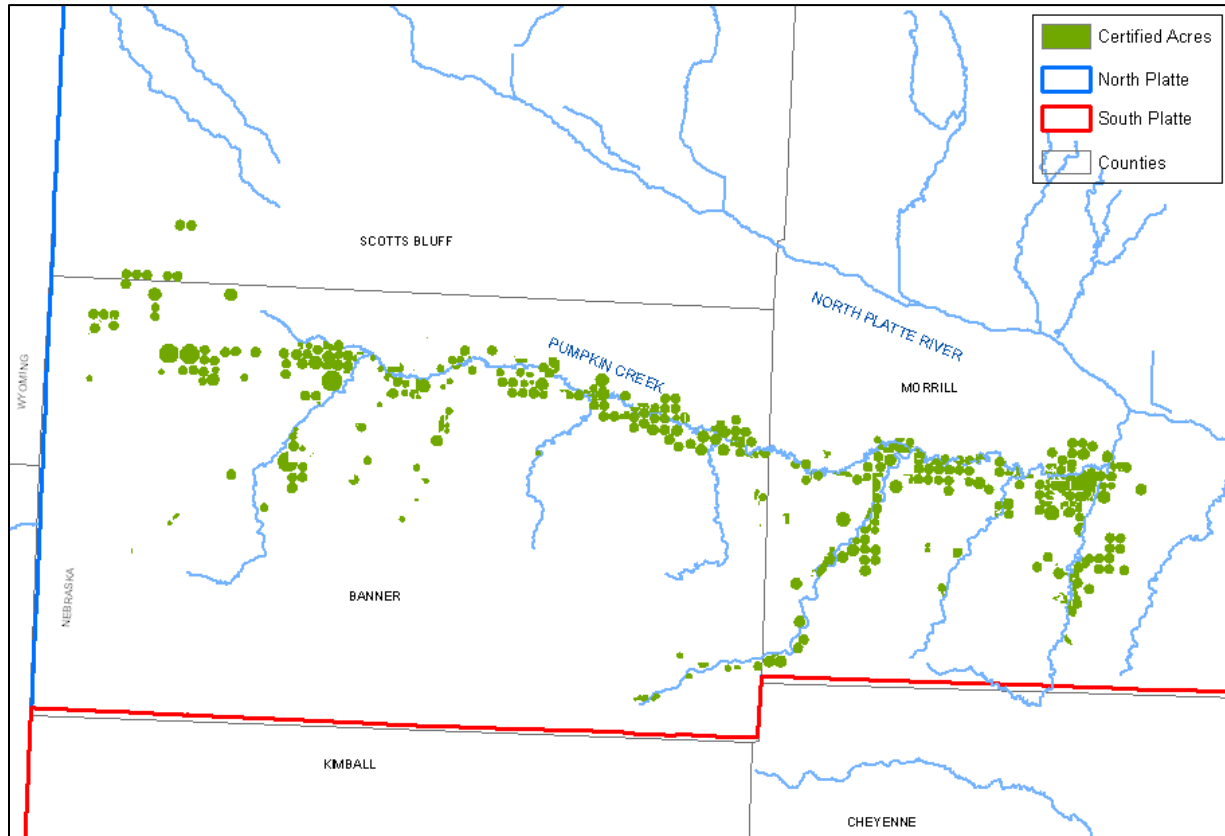 Certified Acres
North Platte
South Platte
Counties
SCOTTS BLUFF
NORTH PLATTE RIVER
PUMPKIN CREEK
MORRILL
WYOMING
NEBRASKA
BANNER
KIMBALL
CHEYENNE